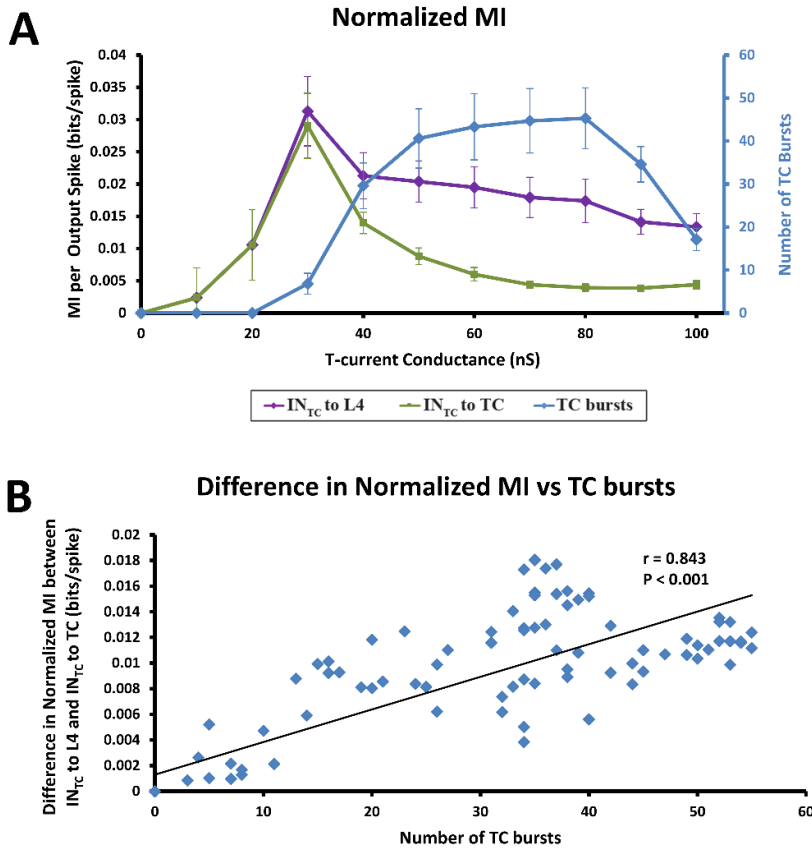 A
Normalized MI
MI per Output Spike (bits/spike)
0.04
0.035
0.03
0.025
0.02
0.015
0.01
0.005
0
60
50
40
30
20
10
0
Number of TC Bursts
0 20 40 60 80 100
T-current Conductance (nS)
IN_TC to L4 IN_TC to TC TC bursts
B
Difference in Normalized MI vs TC bursts
Difference in Normalized MI between
IN_TC to L4 and IN_TC to TC (bits/spike)
0.02
0.018
0.016
0.014
0.012
0.01
0.008
0.006
0.004
0.002
0
r = 0.843
P < 0.001
0 10 20 30 40 50 60
Number of TC bursts